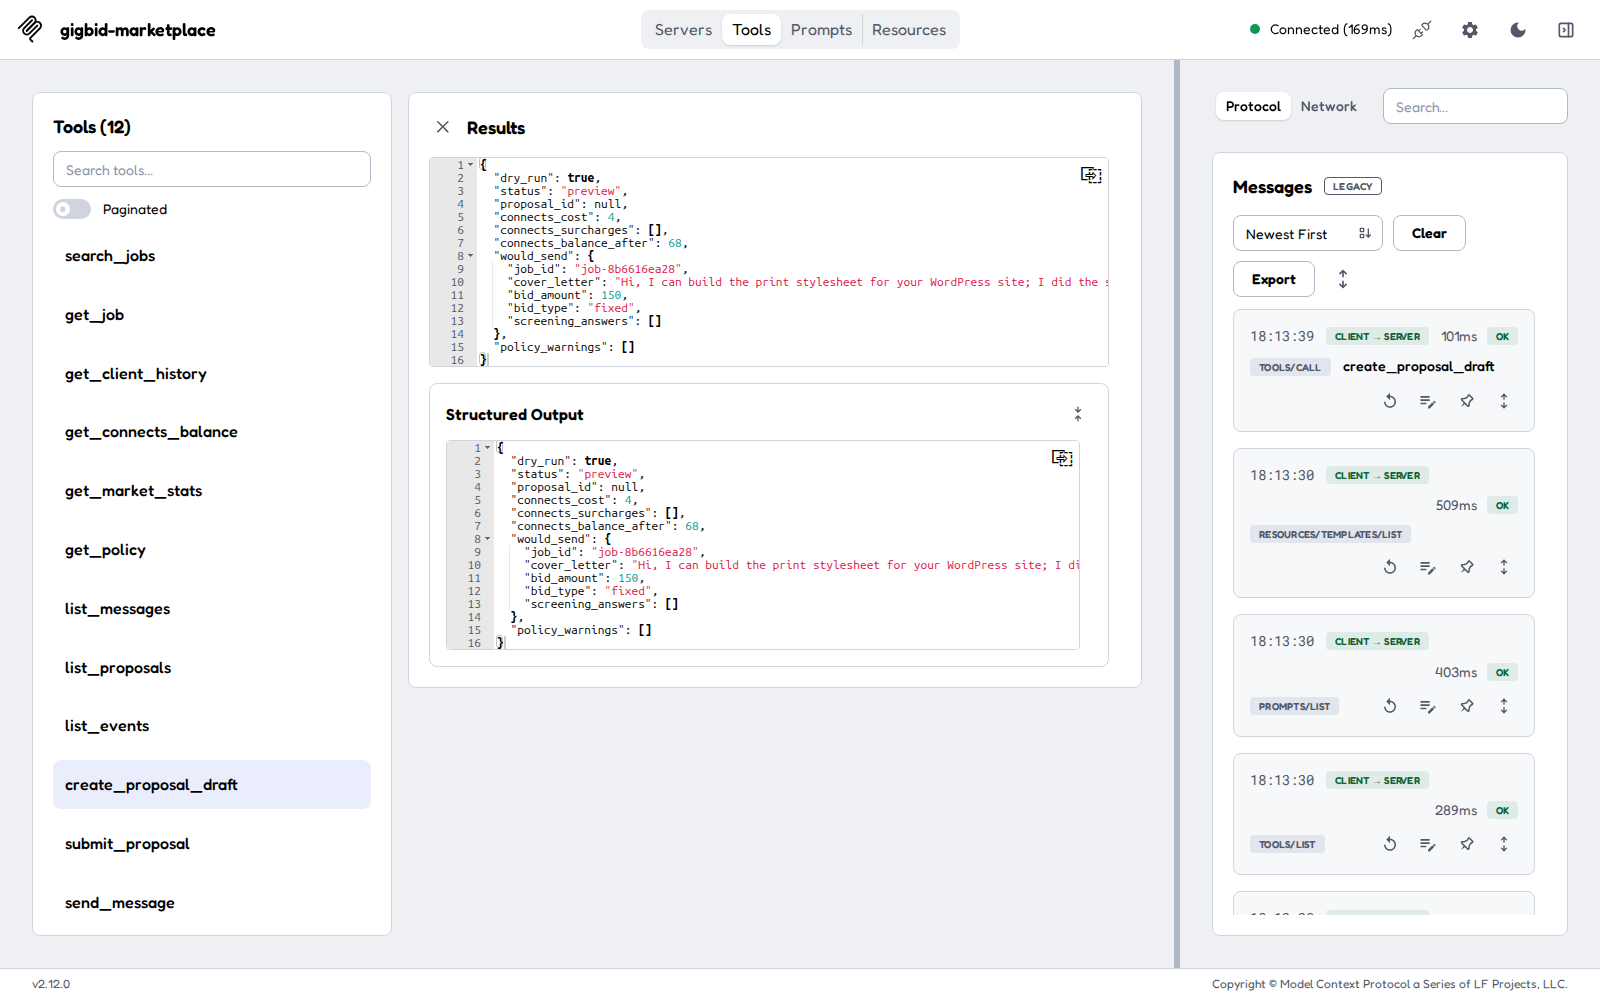 gigbid-marketplace
Servers Tools Prompts Resources
Connected (169ms)
Tools (12)
Search tools...
Paginated
search_jobs
get_job
get_client_history
get_connects_balance
get_market_stats
get_policy
list_messages
list_proposals
list_events
create_proposal_draft
submit_proposal
send_message
Results
1 {
2 "dry_run": true,
3 "status": "preview",
4 "proposal_id": null,
5 "connects_cost": 4,
6 "connects_surcharges": [],
7 "connects_balance_after": 68,
8 "would_send": {
9 "job_id": "job-8b6616ea28",
10 "cover_letter": "Hi, I can build the print stylesheet for your WordPress site; I did the s
11 "bid_amount": 150,
12 "bid_type": "fixed",
13 "screening_answers": []
14 },
15 "policy_warnings": []
16 }
Structured Output
1 {
2 "dry_run": true,
3 "status": "preview",
4 "proposal_id": null,
5 "connects_cost": 4,
6 "connects_surcharges": [],
7 "connects_balance_after": 68,
8 "would_send": {
9 "job_id": "job-8b6616ea28",
10 "cover_letter": "Hi, I can build the print stylesheet for your WordPress site; I di
11 "bid_amount": 150,
12 "bid_type": "fixed",
13 "screening_answers": []
14 },
15 "policy_warnings": []
16 }
Protocol Network Search...
Messages LEGACY
Newest First Clear
Export
18:13:39 CLIENT → SERVER 101ms OK
TOOLS/CALL create_proposal_draft
18:13:30 CLIENT → SERVER
509ms OK
RESOURCES/TEMPLATES/LIST
18:13:30 CLIENT → SERVER
403ms OK
PROMPTS/LIST
18:13:30 CLIENT → SERVER
289ms OK
TOOLS/LIST
v2.12.0
Copyright © Model Context Protocol a Series of LF Projects, LLC.